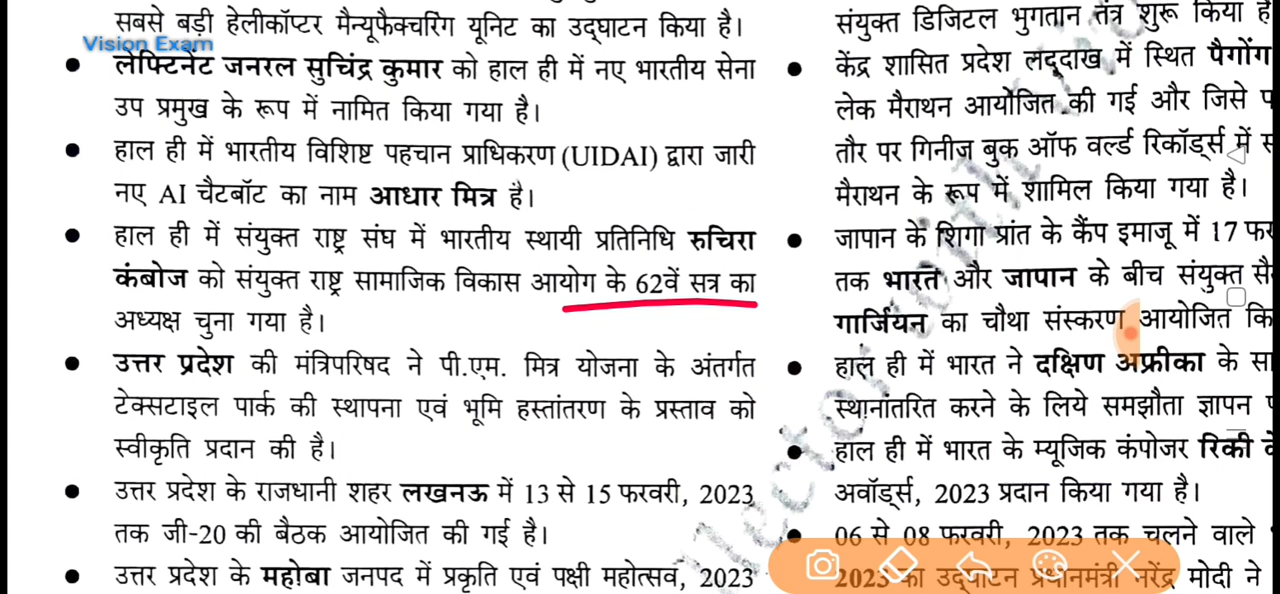 सबसे बड़ी हेलीकॉप्टर मैन्यूफैक्चरिंग यूनिट का उद्घाटन किया है।
Vision Exam
• लेफ्टिनेंट जनरल सुचिंद्र कुमार को हाल ही में नए भारतीय सेना
उप प्रमुख के रूप में नामित किया गया है।
• हाल ही में भारतीय विशिष्ट पहचान प्राधिकरण (UIDAI) द्वारा जारी
नए AI चैटबॉट का नाम आधार मित्र है।
• हाल ही में संयुक्त राष्ट्र संघ में भारतीय स्थायी प्रतिनिधि रुचिरा
कंबोज को संयुक्त राष्ट्र सामाजिक विकास आयोग के 62वें सत्र का
अध्यक्ष चुना गया है।
• उत्तर प्रदेश की मंत्रिपरिषद ने पी.एम. मित्र योजना के अंतर्गत
टेक्सटाइल पार्क की स्थापना एवं भूमि हस्तांतरण के प्रस्ताव को
स्वीकृति प्रदान की है।
• उत्तर प्रदेश के राजधानी शहर लखनऊ में 13 से 15 फरवरी, 2023
तक जी-20 की बैठक आयोजित की गई है।
• उत्तर प्रदेश के महोबा जनपद में प्रकृति एवं पक्षी महोत्सव, 2023
संयुक्त डिजिटल भुगतान तंत्र शुरू किया है
• केंद्र शासित प्रदेश लद्दाख में स्थित पैगोंग
लेक मैराथन आयोजित की गई और जिसे
तौर पर गिनीज बुक ऑफ वर्ल्ड रिकॉर्ड्स में
मैराथन के रूप में शामिल किया गया है।
• जापान के शिगा प्रांत के कैंप इमाजू में 17
तक भारत और जापान के बीच संयुक्त
गार्जियन का चौथा संस्करण आयोजित
• हाल ही में भारत ने दक्षिण अफ्रीका के
स्थानांतरित करने के लिये समझौता ज्ञापन
• हाल ही में भारत के म्यूजिक कंपोजर रिकी
अवॉर्ड्स, 2023 प्रदान किया गया है।
• 06 से 08 फरवरी, 2023 तक चलने वाले
2023 का उद्घाटन प्रधानमंत्री नरेंद्र मोदी ने